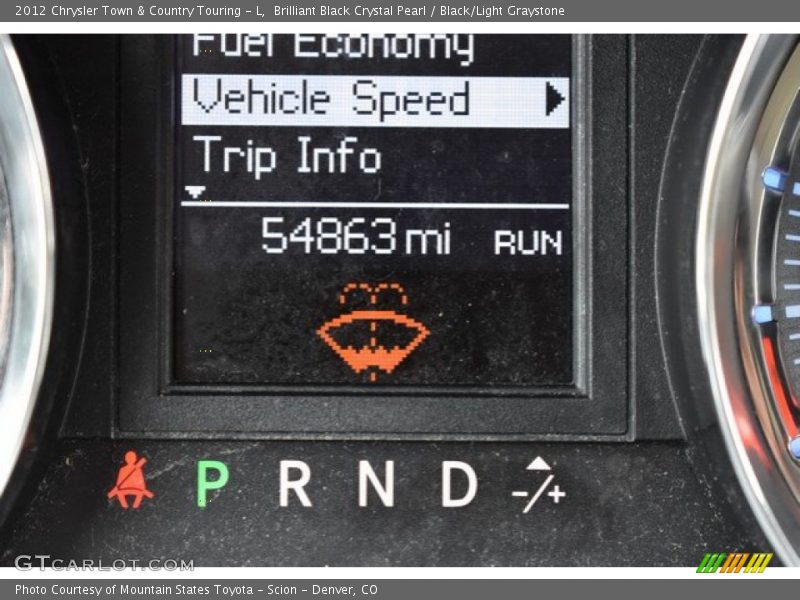 2012 Chrysler Town & Country Touring - L, Brilliant Black Crystal Pearl / Black/Light Graystone
Fuel Economy
Vehicle Speed
Trip Info
54863 mi RUN
P R N D -/+
GTCARLOT.COM
Photo Courtesy of Mountain States Toyota - Scion - Denver, CO